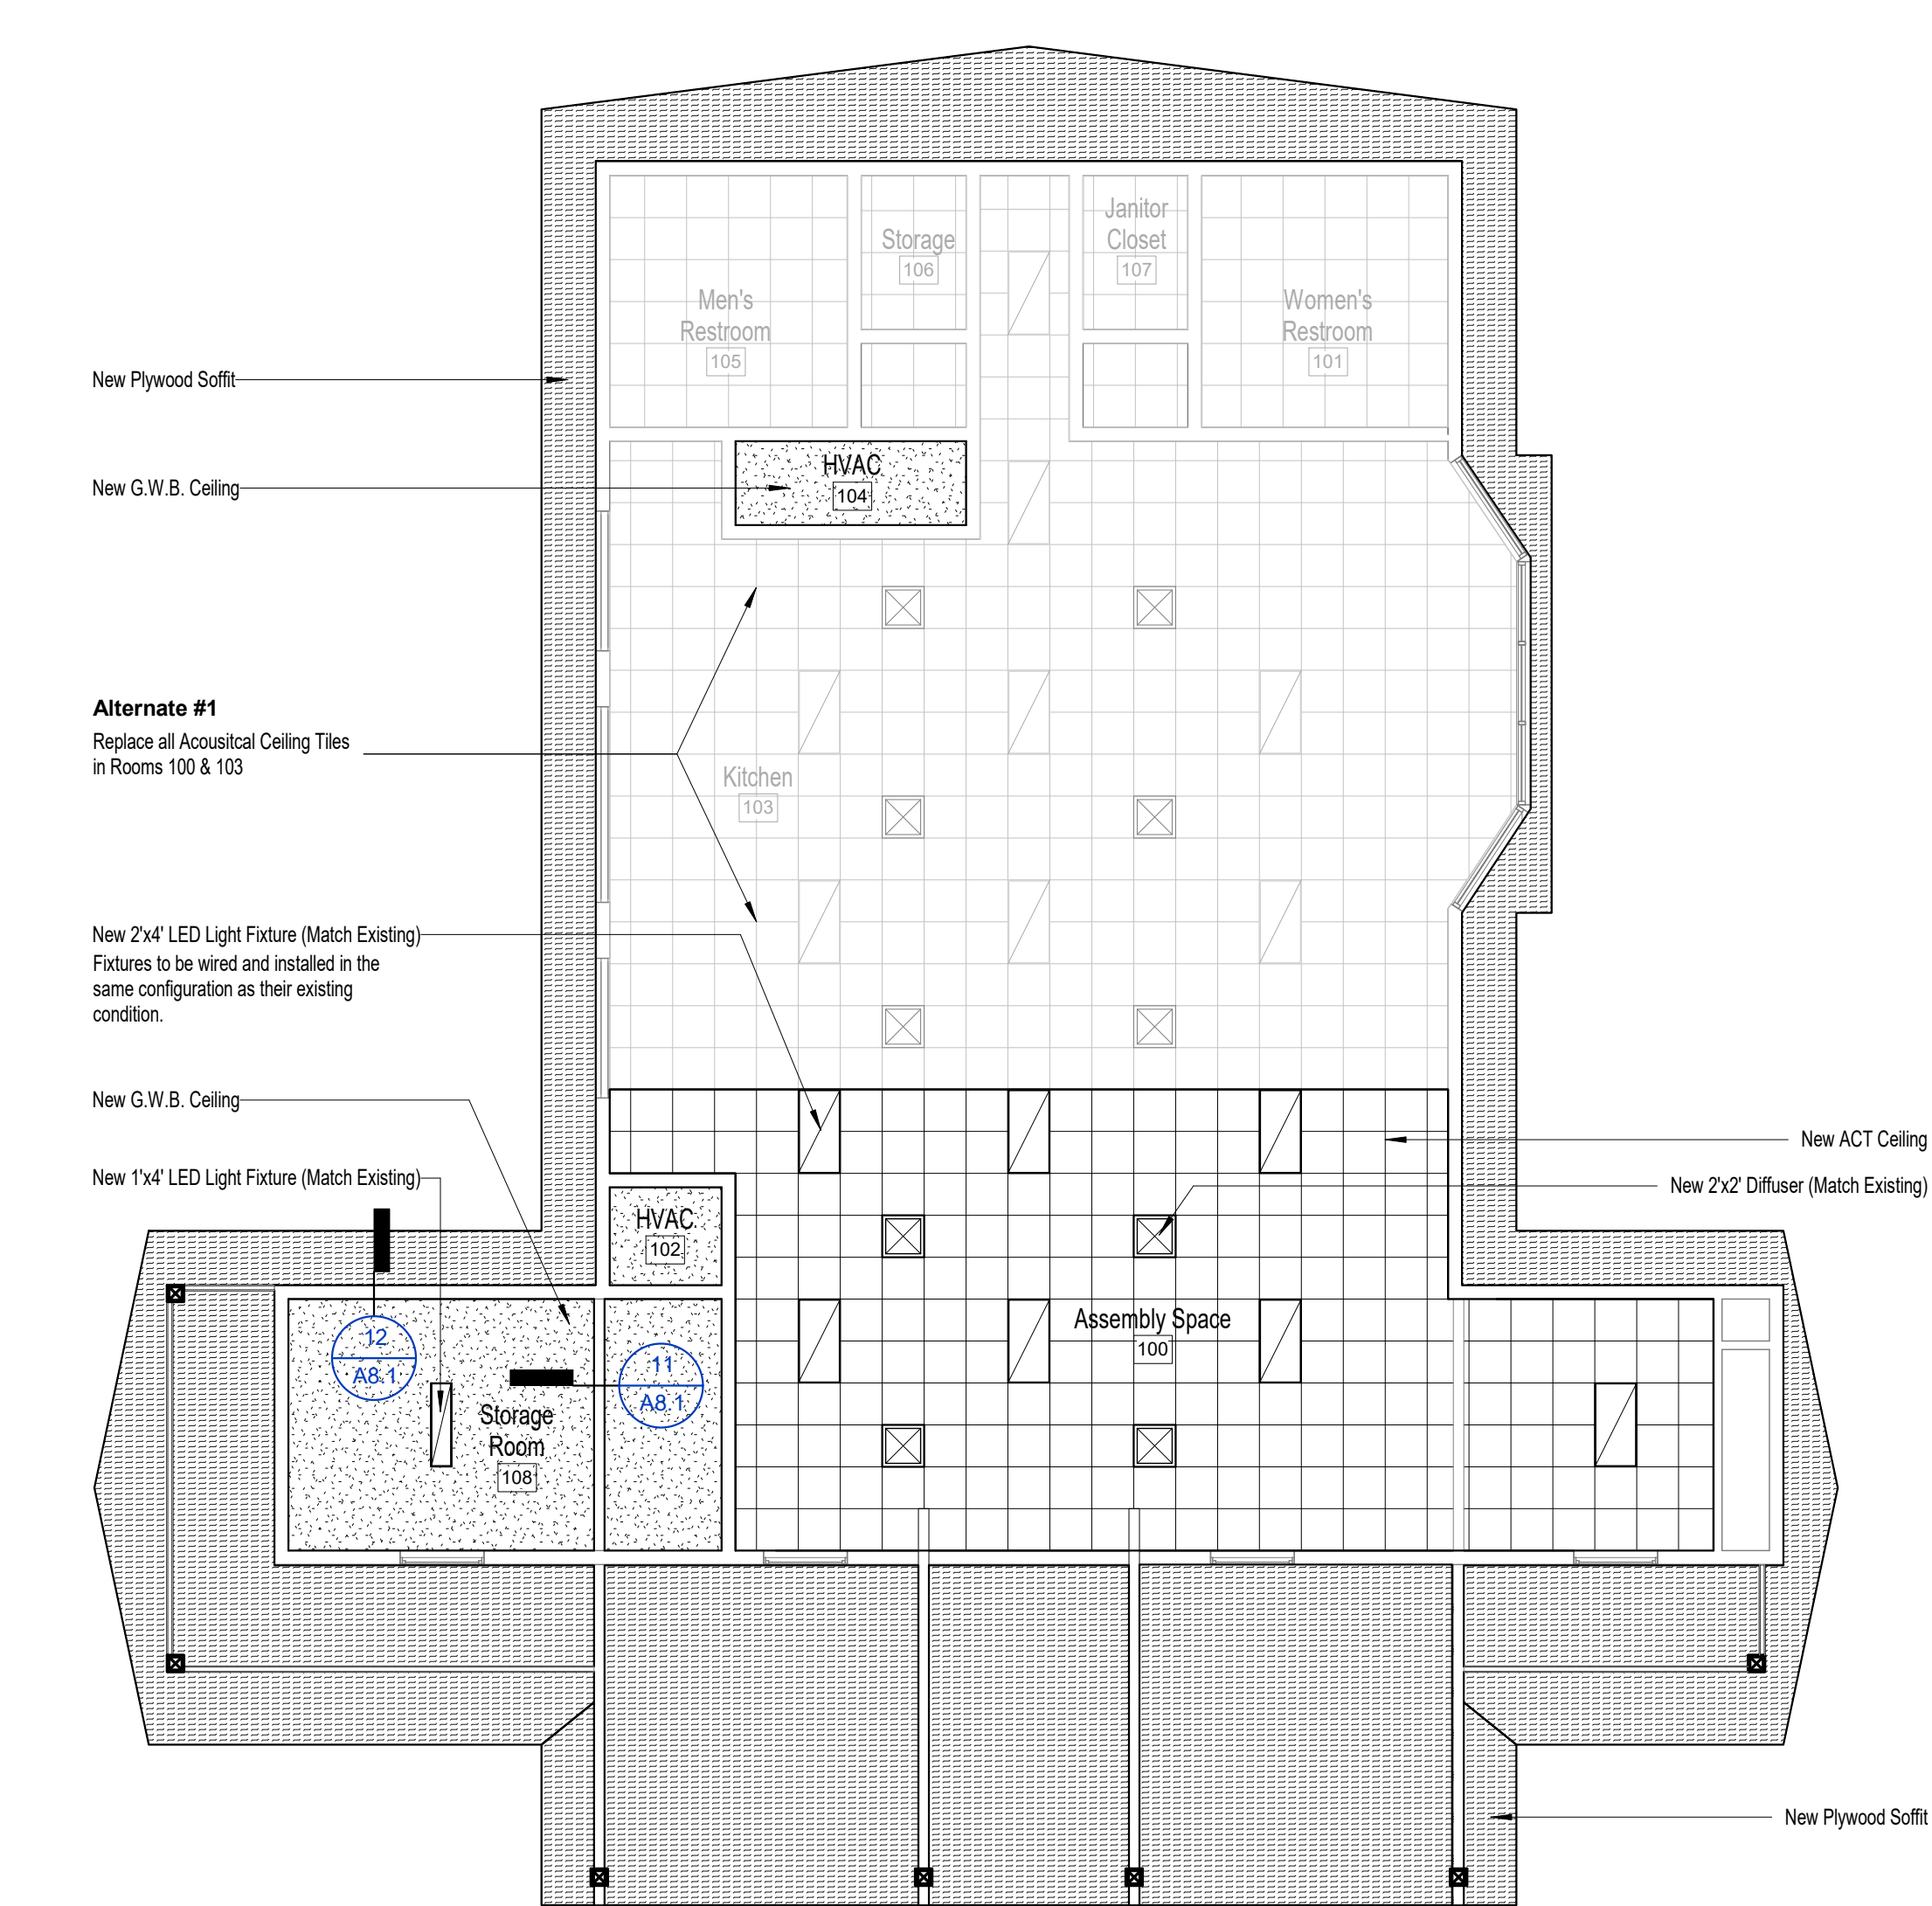 Janitor
Closet
107
Storage
106
Men's
Restroom
105
Women's
Restroom
101
New Plywood Soffit
HVAC
104
New G.W.B. Ceiling
Alternate #1
Replace all Acousitcal Ceiling Tiles
in Rooms 100 & 103
Kitchen
103
New 2'x4' LED Light Fixture (Match Existing)
Fixtures to be wired and installed in the
same configuration as their existing
condition.
New G.W.B. Ceiling
New ACT Ceiling
New 1'x4' LED Light Fixture (Match Existing)
New 2'x2' Diffuser (Match Existing)
HVAC
102
Assembly Space
100
12
A8.1
11
A8.1
Storage
Room
108
New Plywood Soffit